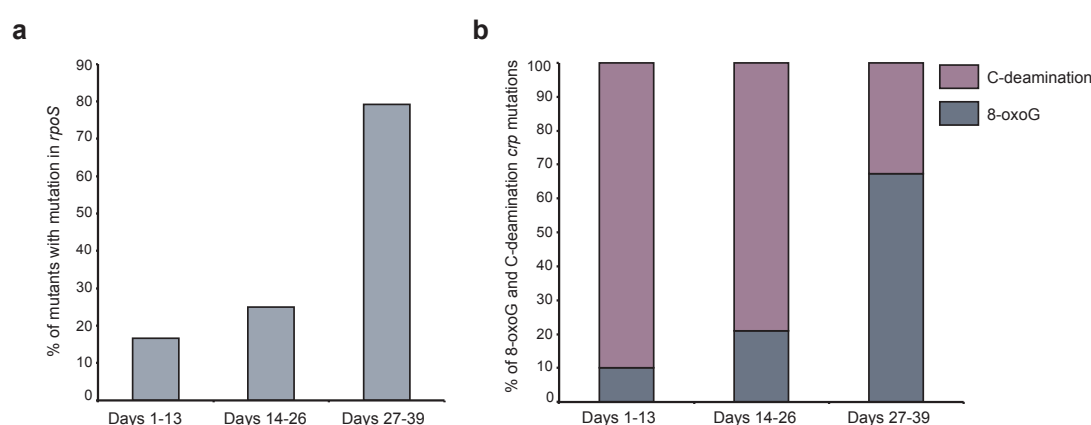 a
% of mutants with mutation in rpoS
90
80
70
60
50
40
30
20
10
0
Days 1-13 Days 14-26 Days 27-39
b
% of 8-oxoG and C-deamination crp mutations
100
90
80
70
60
50
40
30
20
10
0
Days 1-13 Days 14-26 Days 27-39
C-deamination
8-oxoG